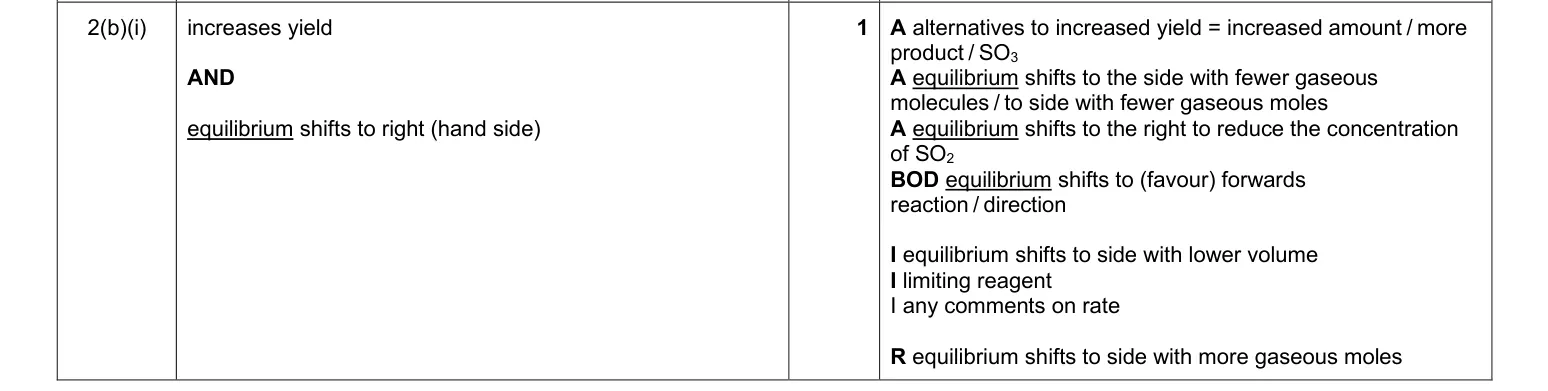 2(b)(i)
increases yield
AND
equilibrium shifts to right (hand side)
1
A alternatives to increased yield = increased amount / more
product / SO₃
A equilibrium shifts to the side with fewer gaseous
molecules / to side with fewer gaseous moles
A equilibrium shifts to the right to reduce the concentration
of SO₂
BOD equilibrium shifts to (favour) forwards
reaction / direction
I equilibrium shifts to side with lower volume
I limiting reagent
I any comments on rate
R equilibrium shifts to side with more gaseous moles